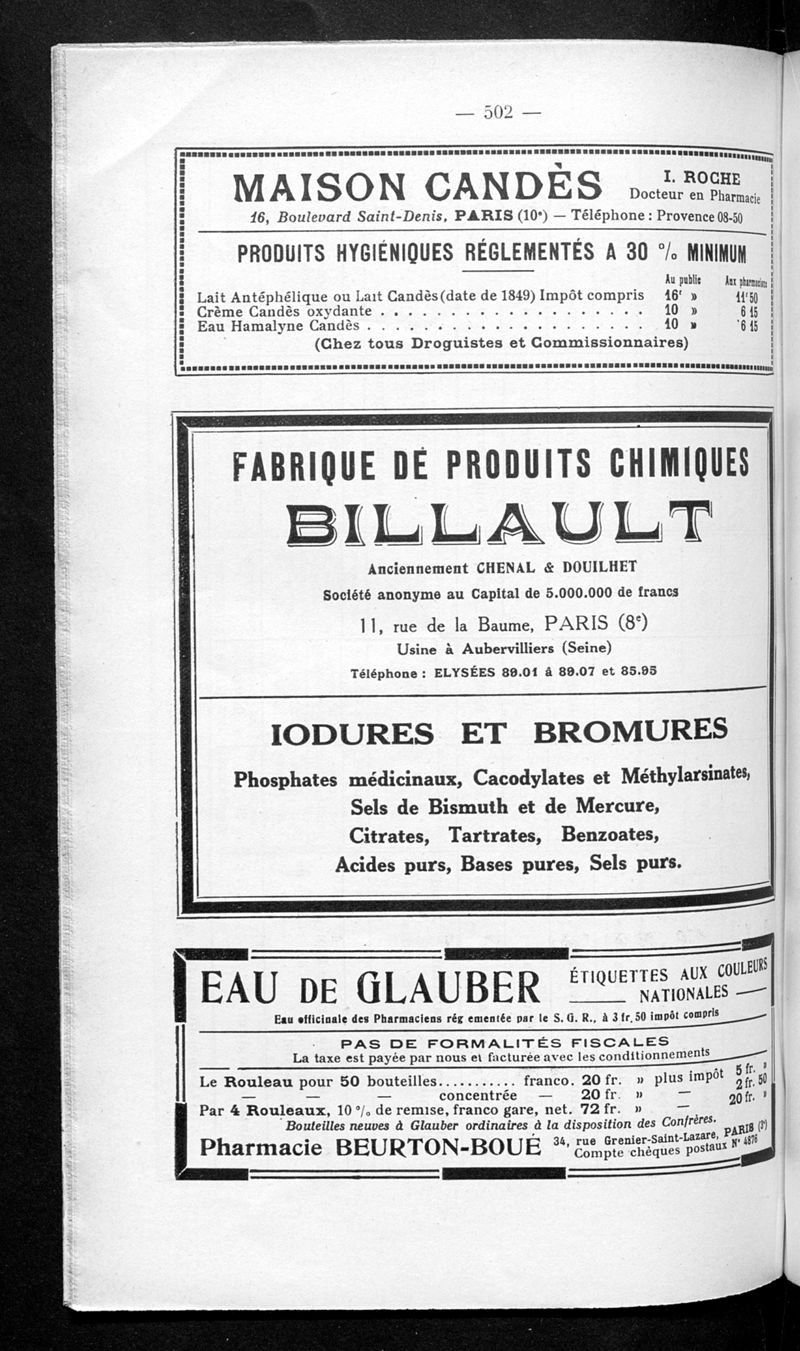 — 502 —
MAISON CANDÈS
I. ROCHE
Docteur en Pharmacie
16, Boulevard Saint-Denis, PARIS (10e) — Téléphone : Provence 08-50
PRODUITS HYGIÉNIQUES RÉGLEMENTÉS A 30 % MINIMUM
Au public Aux pharmaciens
Lait Antéphélique ou Lait Candès (date de 1849) Impôt compris 16f » 11f50
Crème Candès oxydante . . . . . . . . . . . . . . . . . . . 10 » 6 15
Eau Hamalyne Candès . . . . . . . . . . . . . . . . . . . . 10 » 6 15
(Chez tous Droguistes et Commissionnaires)
FABRIQUE DE PRODUITS CHIMIQUES
BILLAULT
Anciennement CHENAL & DOUILHET
Société anonyme au Capital de 5.000.000 de francs
11, rue de la Baume, PARIS (8e)
Usine à Aubervilliers (Seine)
Téléphone : ELYSÉES 89.01 à 89.07 et 85.95
IODURES ET BROMURES
Phosphates médicinaux, Cacodylates et Méthylarsinates,
Sels de Bismuth et de Mercure,
Citrates, Tartrates, Benzoates,
Acides purs, Bases pures, Sels purs.
EAU DE GLAUBER
ÉTIQUETTES AUX COULEURS
NATIONALES —
Eau officinale des Pharmaciens rég ementée par le S. G. R., à 3 fr. 50 impôt compris
PAS DE FORMALITÉS FISCALES
La taxe est payée par nous et facturée avec les conditionnements
Le Rouleau pour 50 bouteilles........... franco. 20 fr. » plus impôt 5 fr. »
— — — concentrée — 20 fr. » — 2 fr. 50
Par 4 Rouleaux, 10 % de remise, franco gare, net. 72 fr. » — 20 fr. »
Bouteilles neuves à Glauber ordinaires à la disposition des Confrères.
Pharmacie BEURTON-BOUÉ 34, rue Grenier-Saint-Lazare, PARIS (3e)
Compte chèques postaux N° 4876